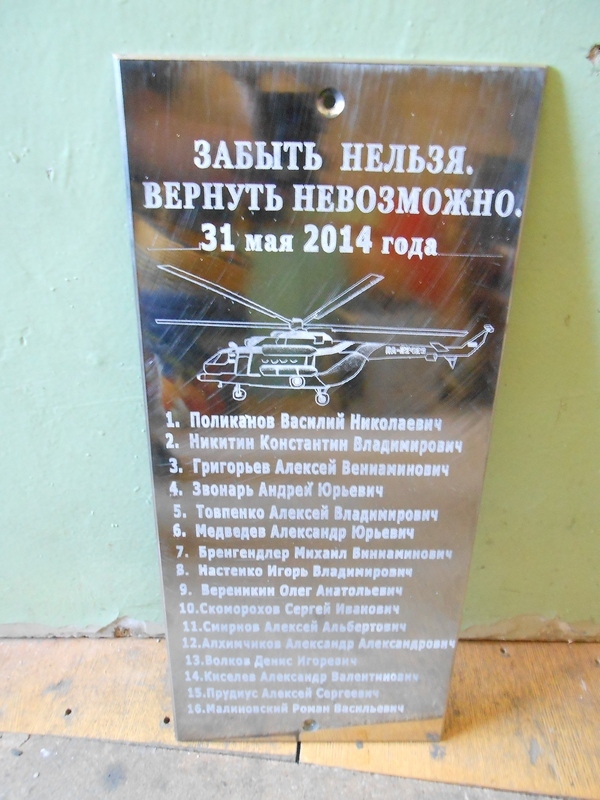 ЗАБЫТЬ НЕЛЬЗЯ.
ВЕРНУТЬ НЕВОЗМОЖНО.
31 мая 2014 года
1. Поликанов Василий Николаевич
2. Никитин Константин Владимирович
3. Григорьев Алексей Вениаминович
4. Звонарь Андрей Юрьевич
5. Товпенко Алексей Владимирович
6. Медведев Александр Юрьевич
7. Бренгендлер Михаил Виниаминович
8. Настенко Игорь Владимирович
9. Вереникин Олег Анатольевич
10.Скоморохов Сергей Иванович
11.Смирнов Алексей Альбертович
12.Алхимчиков Александр Александрович
13.Волков Денис Игоревич
14.Киселев Александр Валентинович
15.Прудиус Алексей Сергеевич
16.Малиновский Роман Васильевич